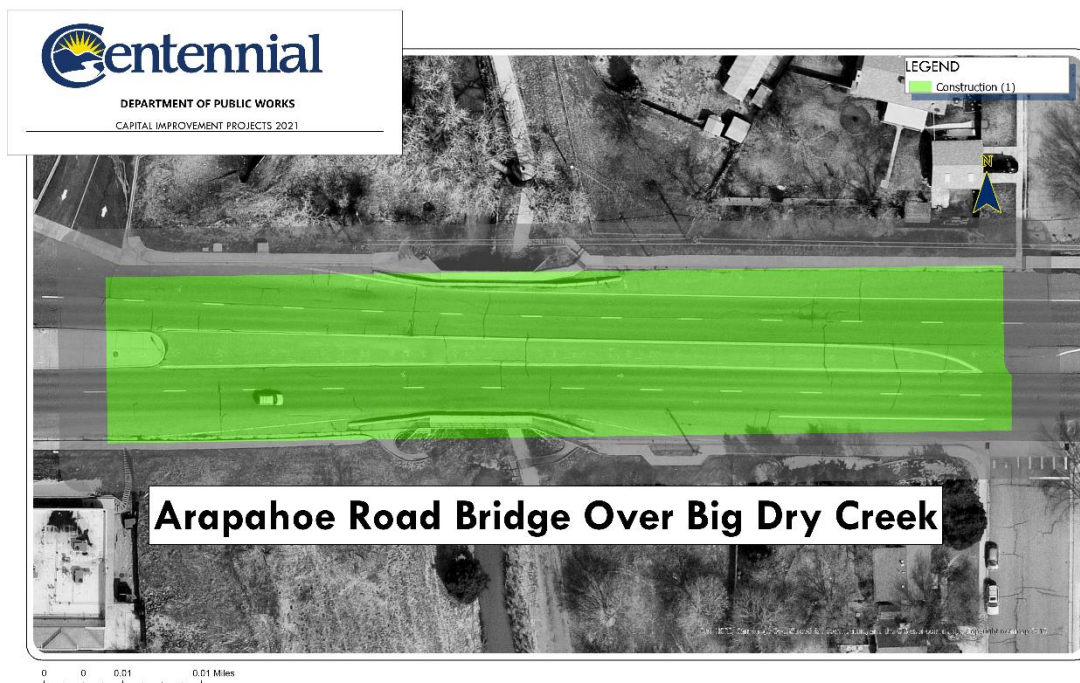 Centennial
DEPARTMENT OF PUBLIC WORKS
CAPITAL IMPROVEMENT PROJECTS 2021
LEGEND
Construction (1)
N
Arapahoe Road Bridge Over Big Dry Creek
0 0 0.01 0.01 Miles